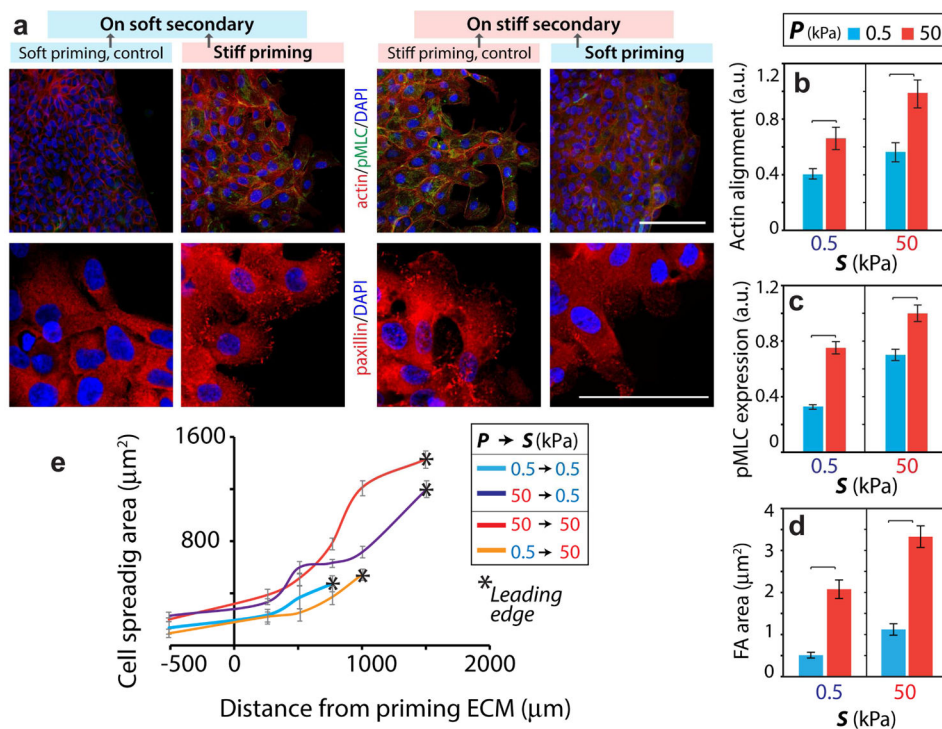 a
On soft secondary
On stiff secondary
Soft priming, control
Stiff priming
Stiff priming, control
Soft priming
actin/pMLC/DAPI
paxillin/DAPI
P (kPa) 0.5 50
b
Actin alignment (a.u.)
1.2
0.8
0.4
0
0.5 50
S (kPa)
c
pMLC expression (a.u.)
1.2
0.8
0.4
0
0.5 50
S (kPa)
d
FA area (µm²)
4
3
2
1
0
0.5 50
S (kPa)
e
Cell spreadig area (µm²)
1600
800
-500 0 1000 2000
Distance from priming ECM (µm)
P → S (kPa)
0.5 → 0.5
50 → 0.5
50 → 50
0.5 → 50
* Leading
edge
* * * *